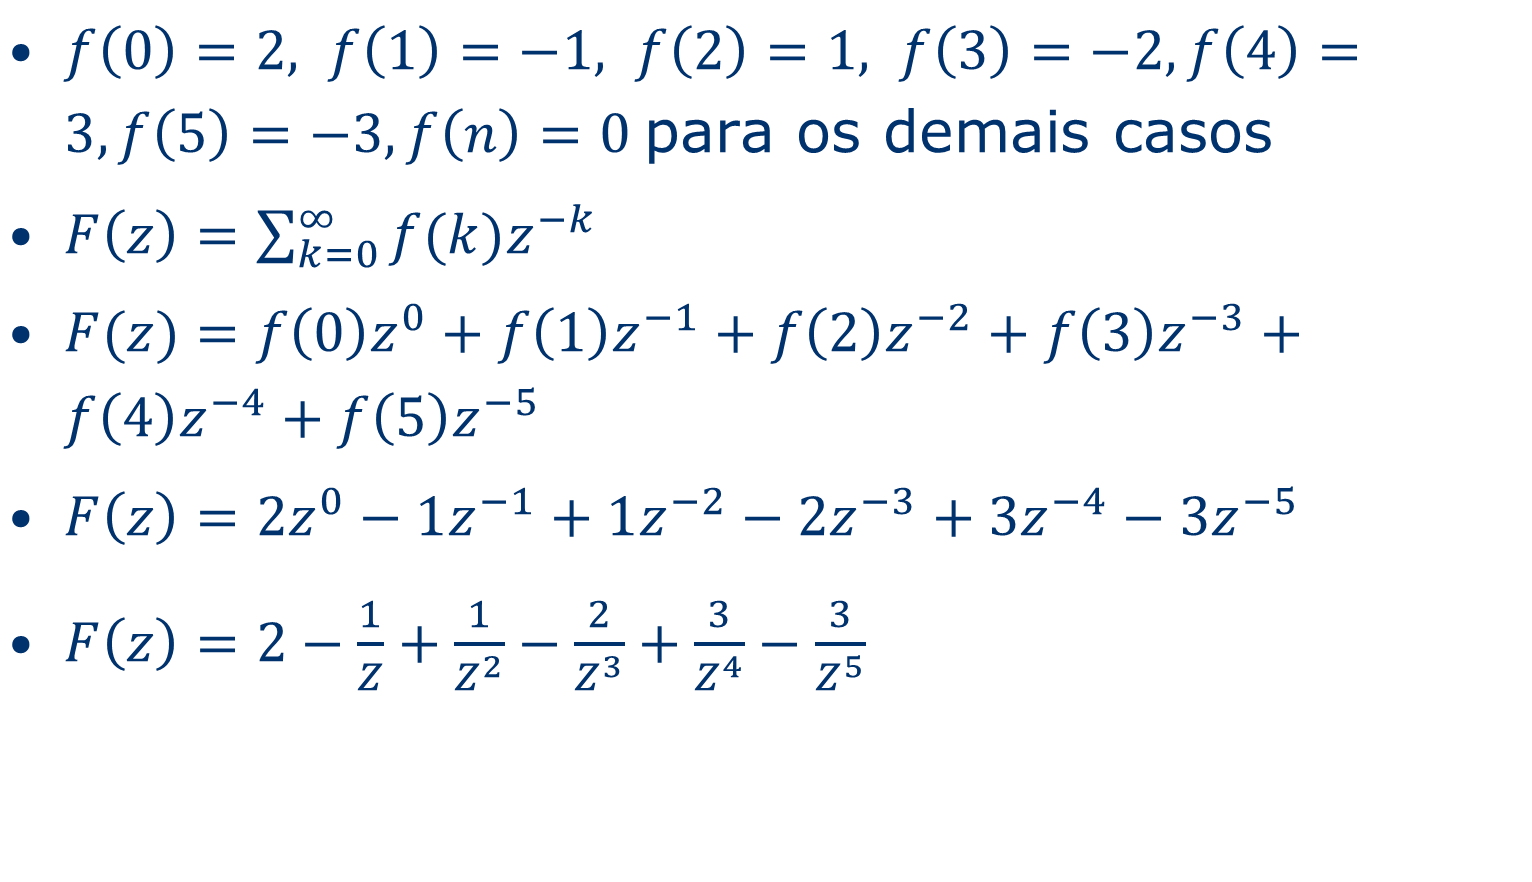 • f(0) = 2, f(1) = −1, f(2) = 1, f(3) = −2, f(4) =
3, f(5) = −3, f(n) = 0 para os demais casos
• F(z) = ∑_{k=0}^{∞} f(k)z^{−k}
• F(z) = f(0)z^0 + f(1)z^{−1} + f(2)z^{−2} + f(3)z^{−3} +
f(4)z^{−4} + f(5)z^{−5}
• F(z) = 2z^0 − 1z^{−1} + 1z^{−2} − 2z^{−3} + 3z^{−4} − 3z^{−5}
• F(z) = 2 − 1/z + 1/z^2 − 2/z^3 + 3/z^4 − 3/z^5